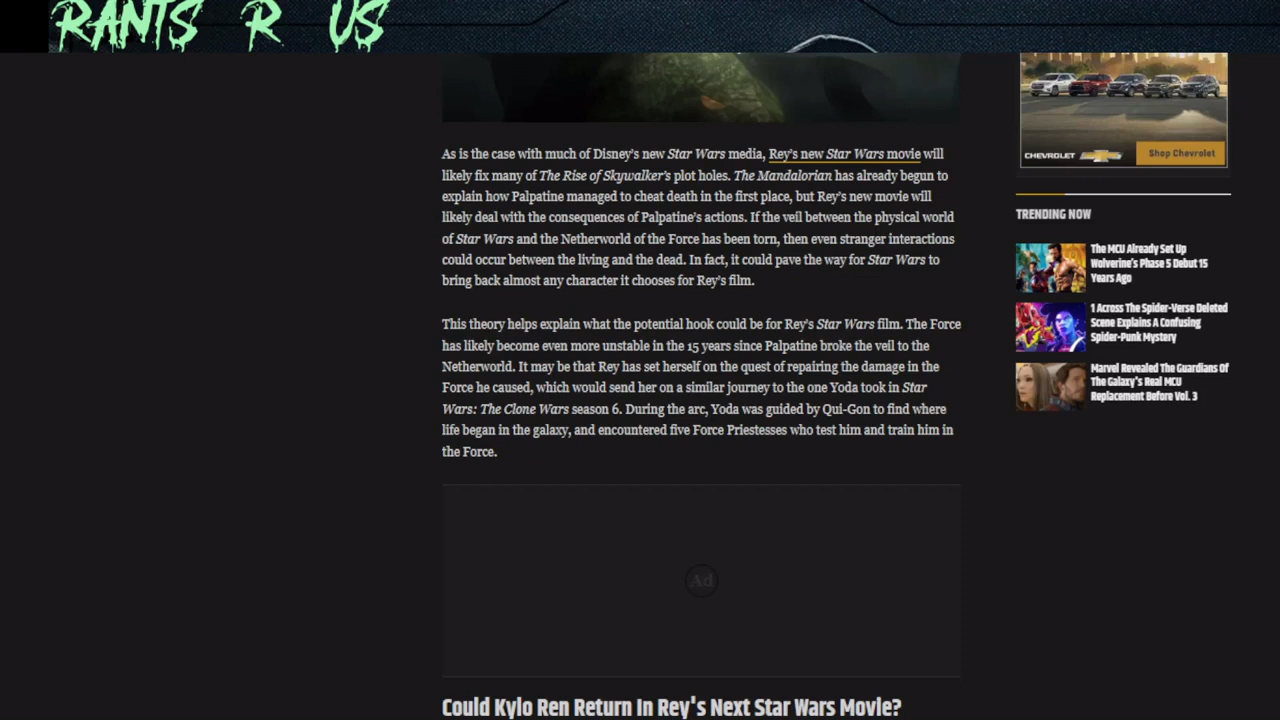 RANTS R US
As is the case with much of Disney's new Star Wars media, Rey's new Star Wars movie will
likely fix many of The Rise of Skywalker's plot holes. The Mandalorian has already begun to
explain how Palpatine managed to cheat death in the first place, but Rey's new movie will
likely deal with the consequences of Palpatine's actions. If the veil between the physical world
of Star Wars and the Netherworld of the Force has been torn, then even stranger interactions
could occur between the living and the dead. In fact, it could pave the way for Star Wars to
bring back almost any character it chooses for Rey's film.
This theory helps explain what the potential hook could be for Rey's Star Wars film. The Force
has likely become even more unstable in the 15 years since Palpatine broke the veil to the
Netherworld. It may be that Rey has set herself on the quest of repairing the damage in the
Force he caused, which would send her on a similar journey to the one Yoda took in Star
Wars: The Clone Wars season 6. During the arc, Yoda was guided by Qui-Gon to find where
life began in the galaxy, and encountered five Force Priestesses who test him and train him in
the Force.
Ad
Could Kylo Ren Return In Rey's Next Star Wars Movie?
CHEVROLET
Shop Chevrolet
TRENDING NOW
The MCU Already Set Up
Wolverine's Phase 5 Debut 15
Years Ago
1 Across The Spider-Verse Deleted
Scene Explains A Confusing
Spider-Punk Mystery
Marvel Revealed The Guardians Of
The Galaxy's Real MCU
Replacement Before Vol. 3